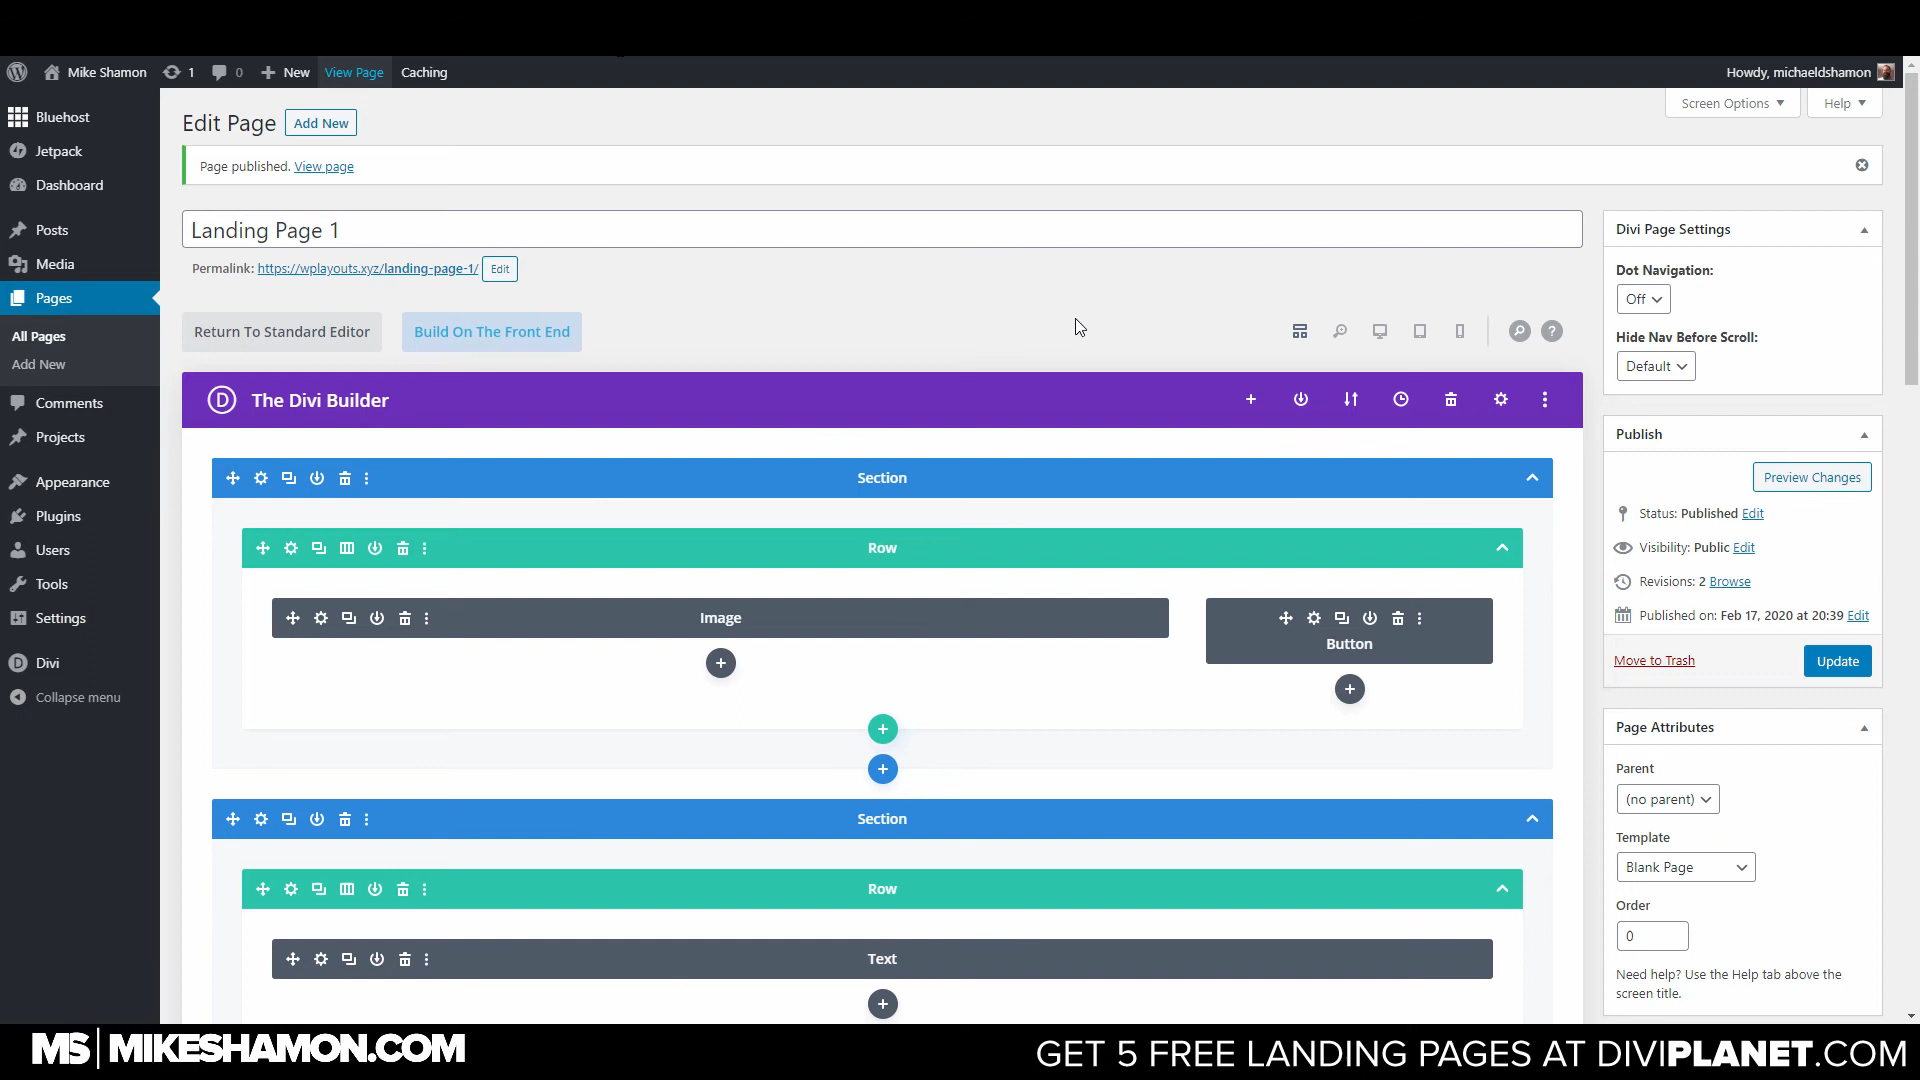 Mike Shamon 1 0 New View Page Caching Howdy, michaeldshamon
Screen Options Help
Bluehost
Jetpack
Dashboard
Posts
Media
Pages
All Pages
Add New
Comments
Projects
Appearance
Plugins
Users
Tools
Settings
Divi
Collapse menu
Edit Page Add New
Page published. View page
Landing Page 1
Permalink: https://wplayouts.xyz/landing-page-1/ Edit
Return To Standard Editor Build On The Front End
D The Divi Builder
Section
Row
Image
Button
Section
Row
Text
Divi Page Settings
Dot Navigation:
Off
Hide Nav Before Scroll:
Default
Publish
Preview Changes
Status: Published Edit
Visibility: Public Edit
Revisions: 2 Browse
Published on: Feb 17, 2020 at 20:39 Edit
Move to Trash Update
Page Attributes
Parent
(no parent)
Template
Blank Page
Order
0
Need help? Use the Help tab above the
screen title.
MS | MIKESHAMON.COM
GET 5 FREE LANDING PAGES AT DIVIPLANET.COM